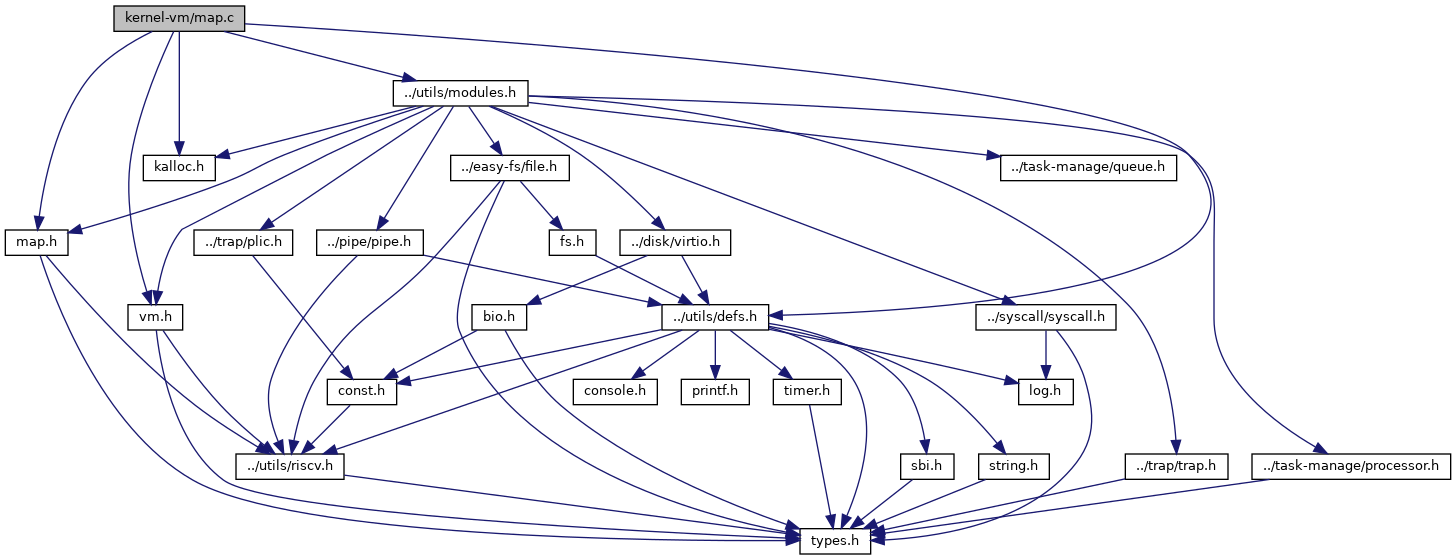 kernel-vm/map.c
../utils/modules.h
kalloc.h
../easy-fs/file.h
../task-manage/queue.h
map.h
../trap/plic.h
../pipe/pipe.h
fs.h
../disk/virtio.h
vm.h
bio.h
../utils/defs.h
../syscall/syscall.h
const.h
console.h
printf.h
timer.h
log.h
../utils/riscv.h
sbi.h
string.h
../trap/trap.h
../task-manage/processor.h
types.h